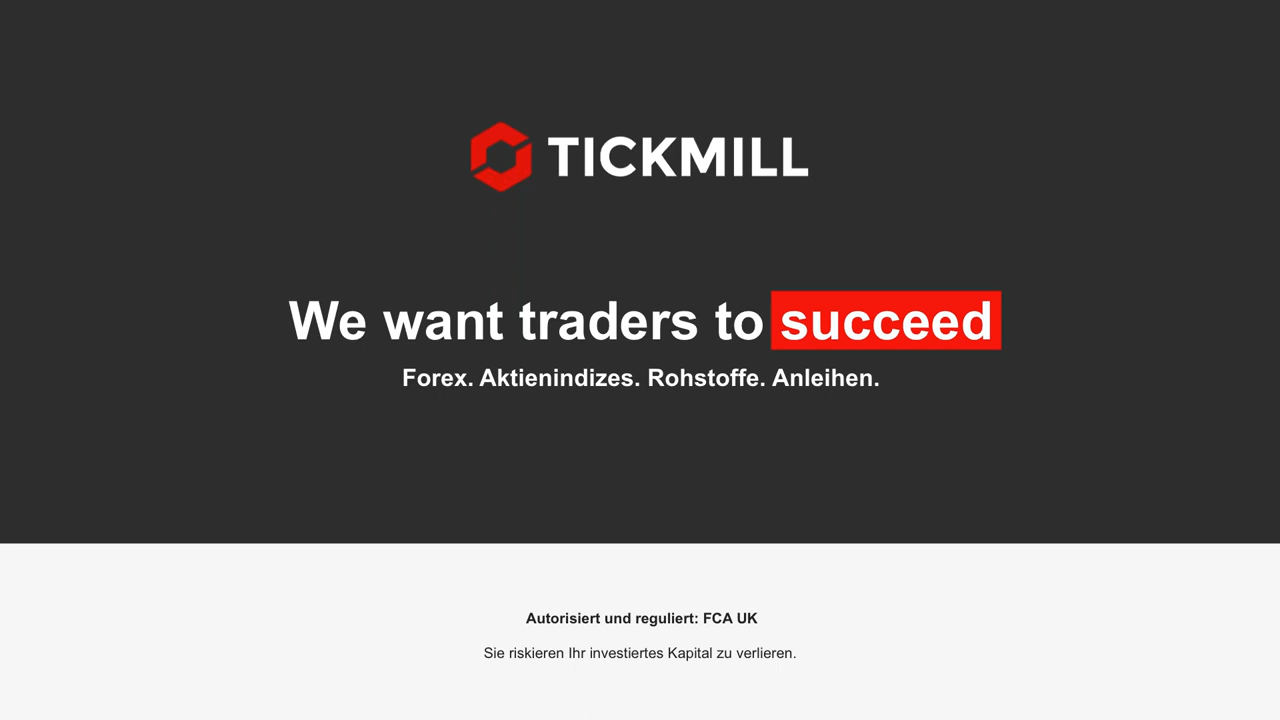 TICKMILL
We want traders to succeed
Forex. Aktienindizes. Rohstoffe. Anleihen.
Autorisiert und reguliert: FCA UK
Sie riskieren Ihr investiertes Kapital zu verlieren.